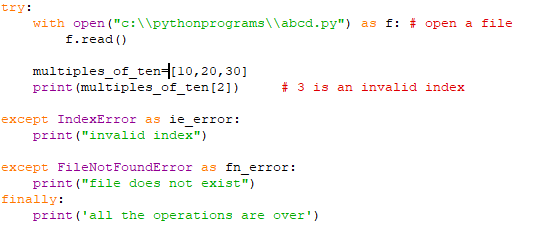 try:
    with open("c:\\pythonprograms\\abcd.py") as f: # open a file
        f.read()
    multiples_of_ten=[10,20,30]
    print(multiples_of_ten[2])     # 3 is an invalid index
except IndexError as ie_error:
    print("invalid index")
except FileNotFoundError as fn_error:
    print("file does not exist")
finally:
    print('all the operations are over')